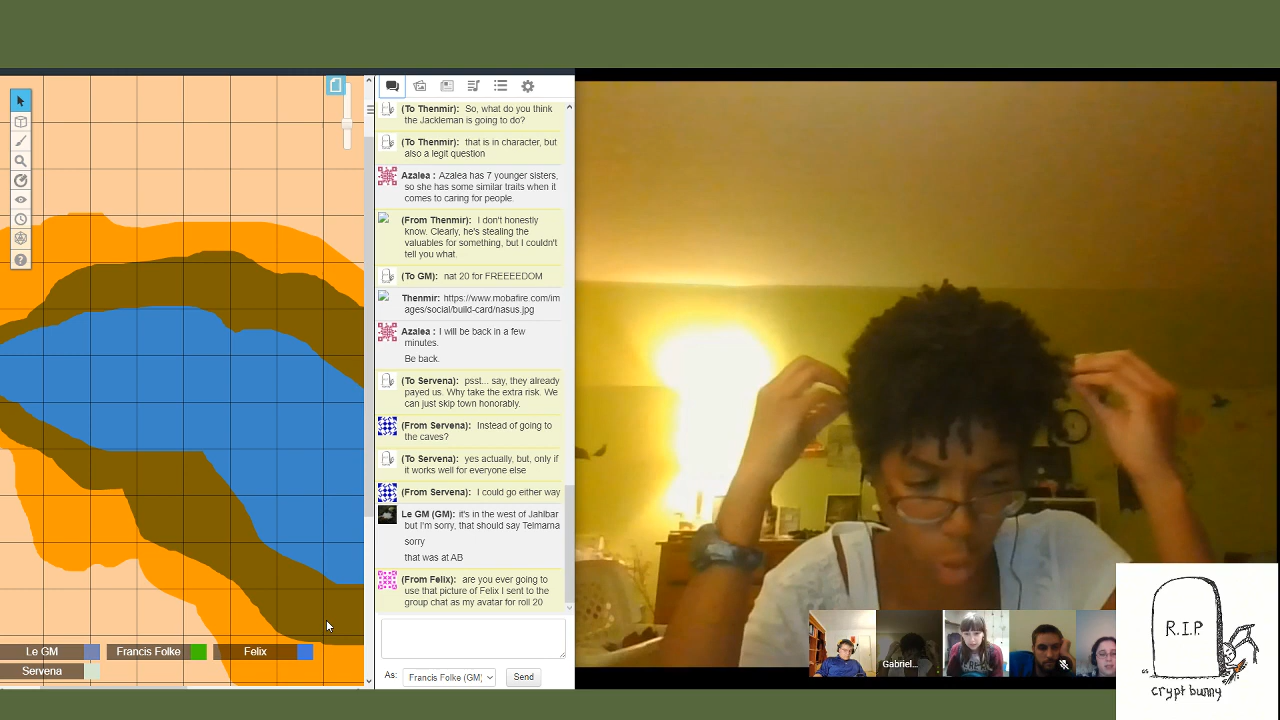 (To Thenmir): So, what do you think
the Jackleman is going to do?
(To Thenmir): that is in character, but
also a legit question
Azalea : Azalea has 7 younger sisters,
so she has some similar traits when it
comes to caring for people.
(From Thenmir): I don't honestly
know. Clearly, he's stealing the
valuables for something, but I couldn't
tell you what.
(To GM): nat 20 for FREEEEDOM
Thenmir: https://www.mobafire.com/im
ages/social/build-card/nasus.jpg
Azalea : I will be back in a few
minutes.
Be back.
(To Servena): psst... say, they already
payed us. Why take the extra risk. We
can just skip town honorably.
(From Servena): Instead of going to
the caves?
(To Servena): yes actually, but, only if
it works well for everyone else
(From Servena): I could go either way
Le GM (GM): it's in the west of Jahlbar
but I'm sorry, that should say Telmarna
sorry
that was at AB
(From Felix): are you ever going to
use that picture of Felix I sent to the
group chat as my avatar for roll 20
As: Francis Folke (GM) Send
Le GM Francis Folke Felix
Servena
Gabriel...
R.I.P.
crypt bunny